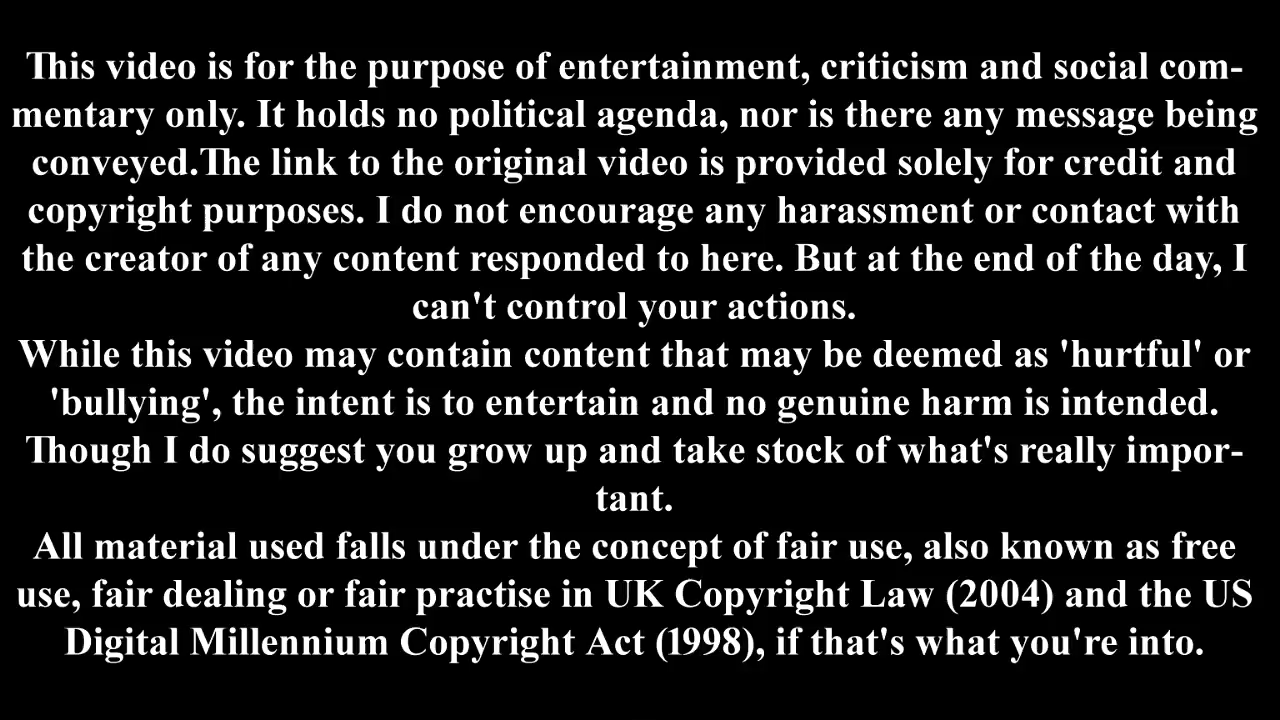 This video is for the purpose of entertainment, criticism and social com-
mentary only. It holds no political agenda, nor is there any message being
conveyed.The link to the original video is provided solely for credit and
copyright purposes. I do not encourage any harassment or contact with
the creator of any content responded to here. But at the end of the day, I
can't control your actions.
While this video may contain content that may be deemed as 'hurtful' or
'bullying', the intent is to entertain and no genuine harm is intended.
Though I do suggest you grow up and take stock of what's really impor-
tant.
All material used falls under the concept of fair use, also known as free
use, fair dealing or fair practise in UK Copyright Law (2004) and the US
Digital Millennium Copyright Act (1998), if that's what you're into.